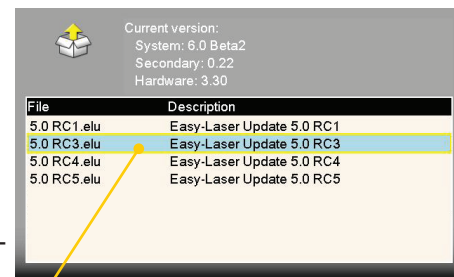 Current version:
System: 6.0 Beta2
Secondary: 0.22
Hardware: 3.30
File Description
5.0 RC1.elu Easy-Laser Update 5.0 RC1
5.0 RC3.elu Easy-Laser Update 5.0 RC3
5.0 RC4.elu Easy-Laser Update 5.0 RC4
5.0 RC5.elu Easy-Laser Update 5.0 RC5